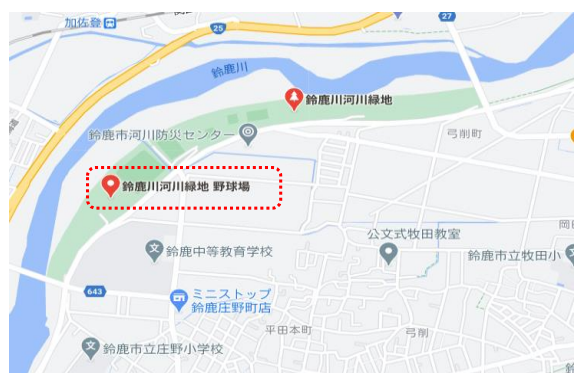 加佐登
25
27
鈴鹿川
鈴鹿川河川緑地
鈴鹿市河川防災センター
弓削町
鈴鹿川河川緑地 野球場
鈴鹿中等教育学校
公文式牧田教室
鈴鹿市立牧田小
643
ミニストップ
鈴鹿庄野町店
平田本町
弓削
鈴鹿市立庄野小学校